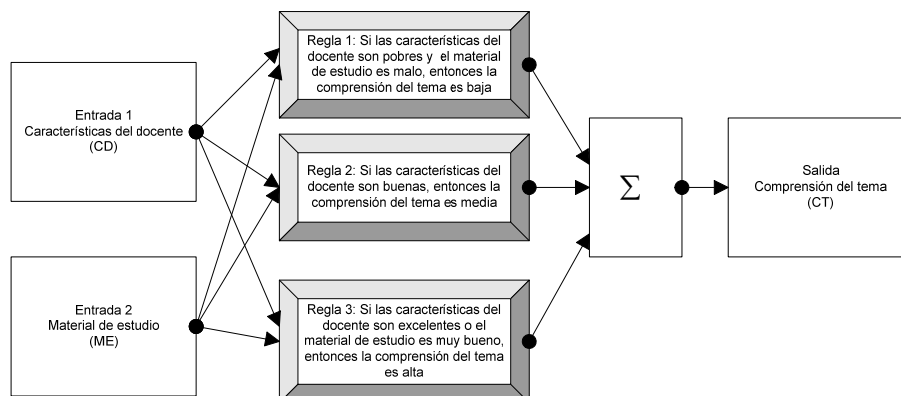 Entrada 1
Características del docente
(CD)
Entrada 2
Material de estudio
(ME)
Regla 1: Si las características del
docente son pobres y el material
de estudio es malo, entonces la
comprensión del tema es baja
Regla 2: Si las características del
docente son buenas, entonces la
comprensión del tema es media
Regla 3: Si las características del
docente son excelentes o el
material de estudio es muy bueno,
entonces la comprensión del tema
es alta
Σ
Salida
Comprensión del tema
(CT)